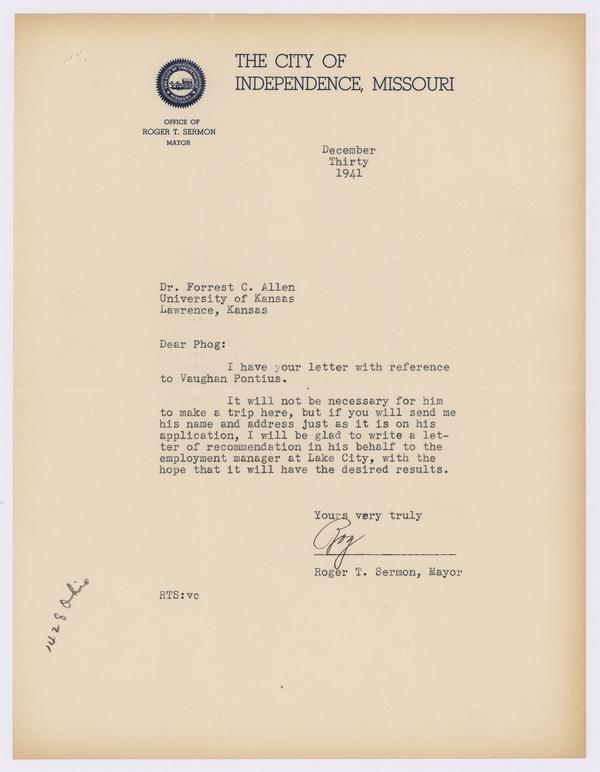 THE CITY OF
INDEPENDENCE, MISSOURI
OFFICE OF
ROGER T. SERMON
MAYOR
December
Thirty
1941
Dr. Forrest C. Allen
University of Kansas
Lawrence, Kansas
Dear Phog:
I have your letter with reference
to Vaughan Pontius.
It will not be necessary for him
to make a trip here, but if you will send me
his name and address just as it is on his
application, I will be glad to write a let-
ter of recommendation in his behalf to the
employment manager at Lake City, with the
hope that it will have the desired results.
Yours very truly
Rog
Roger T. Sermon, Mayor
RTS:vc
1428 Ohio